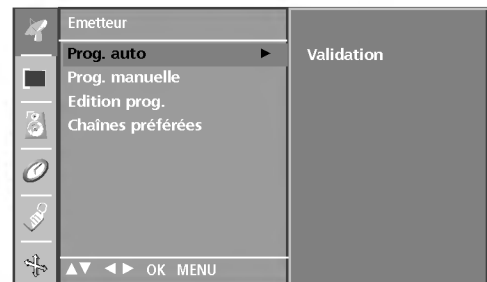 Emetteur
Prog. auto ►
Validation
Prog. manuelle
Edition prog.
Chaînes préférées
▲▼ ◄► OK MENU